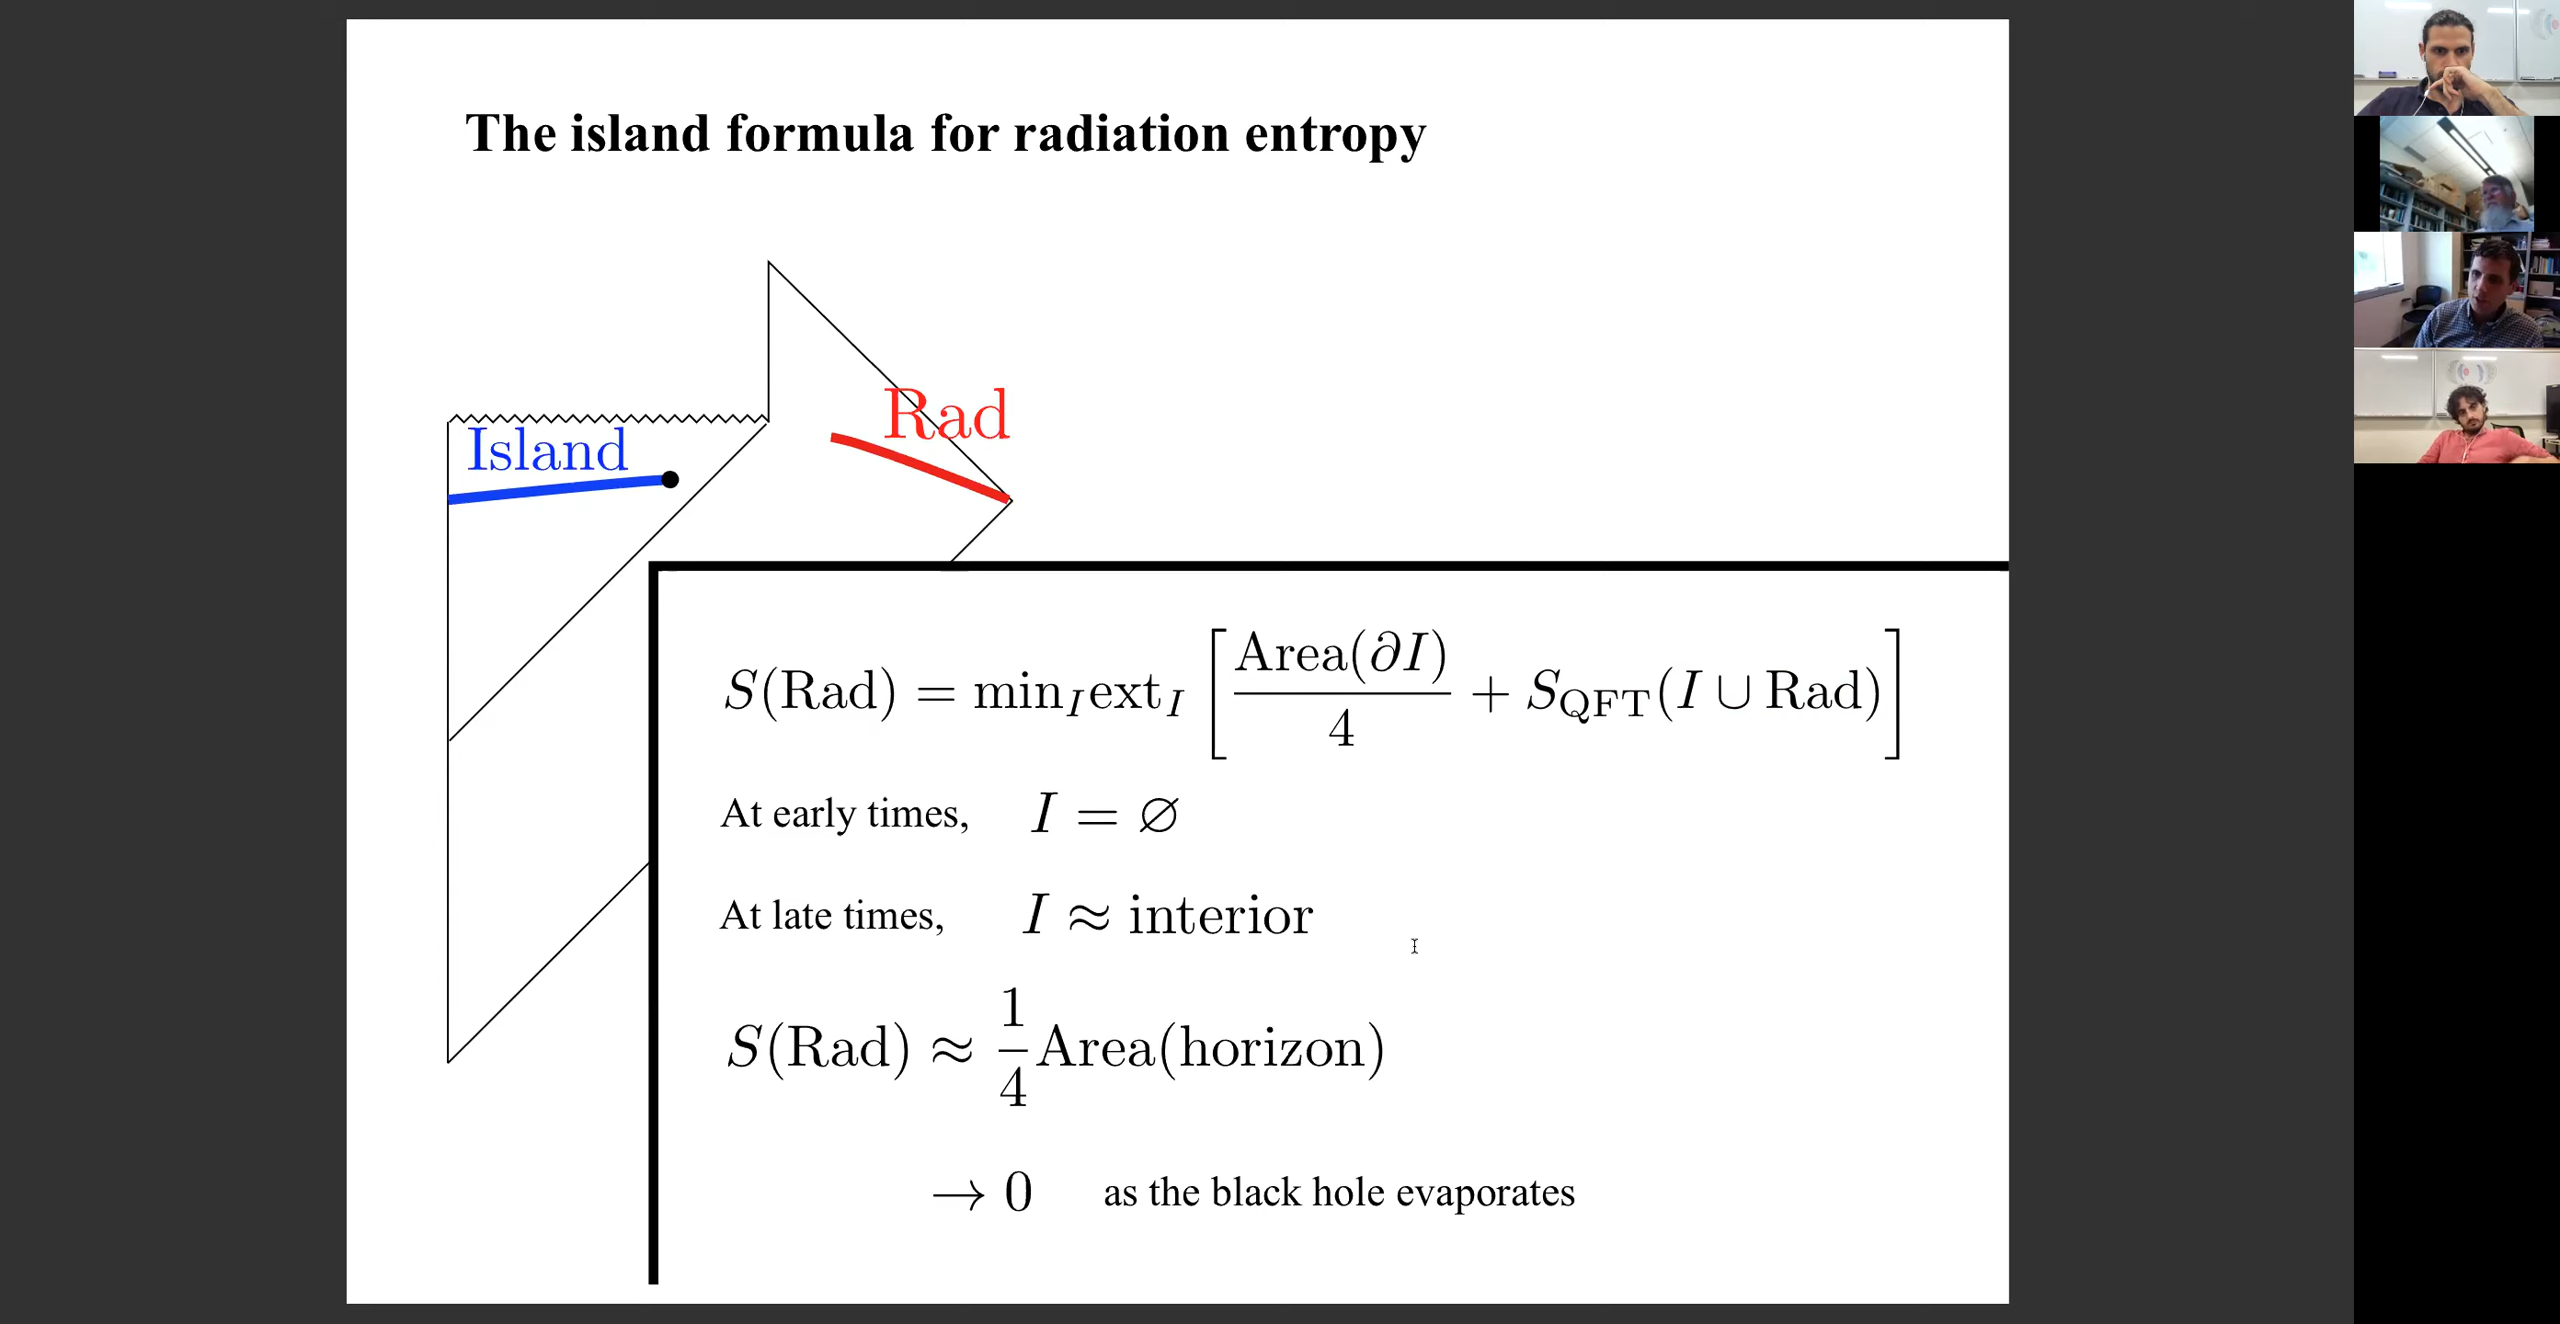 The island formula for radiation entropy
Rad
Island
S(Rad) = min_I ext_I [ Area(∂I) / 4 + S_QFT(I ∪ Rad) ]
At early times, I = ∅
At late times, I ≈ interior
S(Rad) ≈ 1/4 Area(horizon)
→ 0 as the black hole evaporates